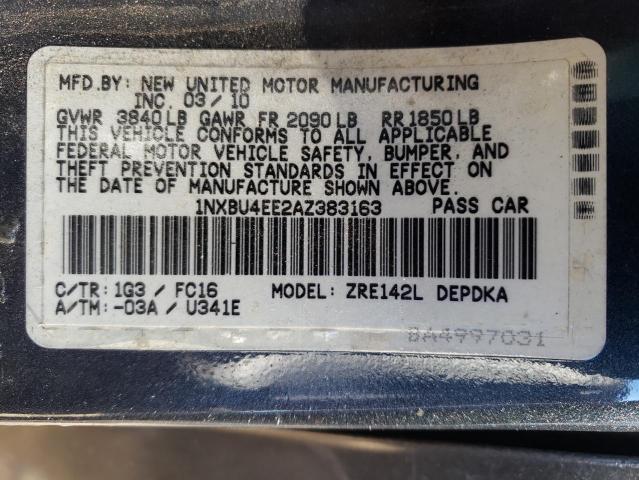 MFD.BY: NEW UNITED MOTOR MANUFACTURING
INC. 03/10
GVWR 3840LB GAWR FR 2090LB RR1850LB
THIS VEHICLE CONFORMS TO ALL APPLICABLE
FEDERAL MOTOR VEHICLE SAFETY, BUMPER, AND
THEFT PREVENTION STANDARDS IN EFFECT ON
THE DATE OF MANUFACTURE SHOWN ABOVE.
1NXBU4EE2AZ383163 PASS CAR
C/TR: 1G3 / FC16 MODEL: ZRE142L DEPDKA
A/TM: -03A / U341E
8A4997031